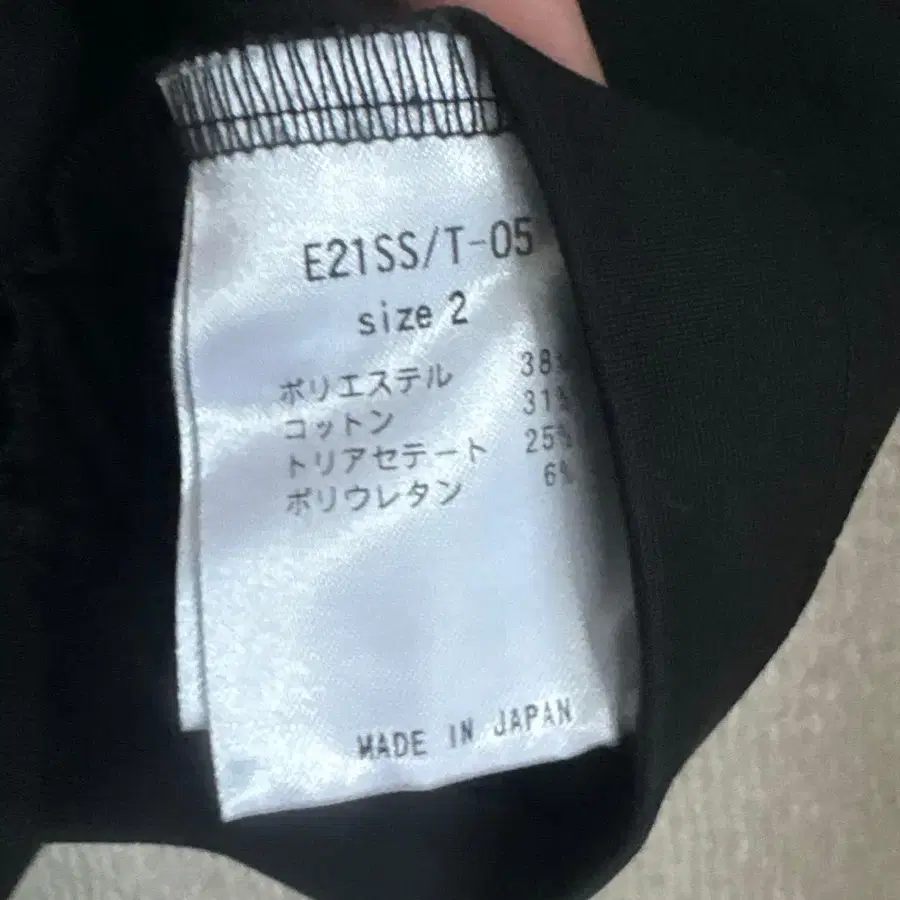 E21SS/T-05
size 2
ポリエステル 38%
コットン 31%
トリアセテート 25%
ポリウレタン 6%
MADE IN JAPAN